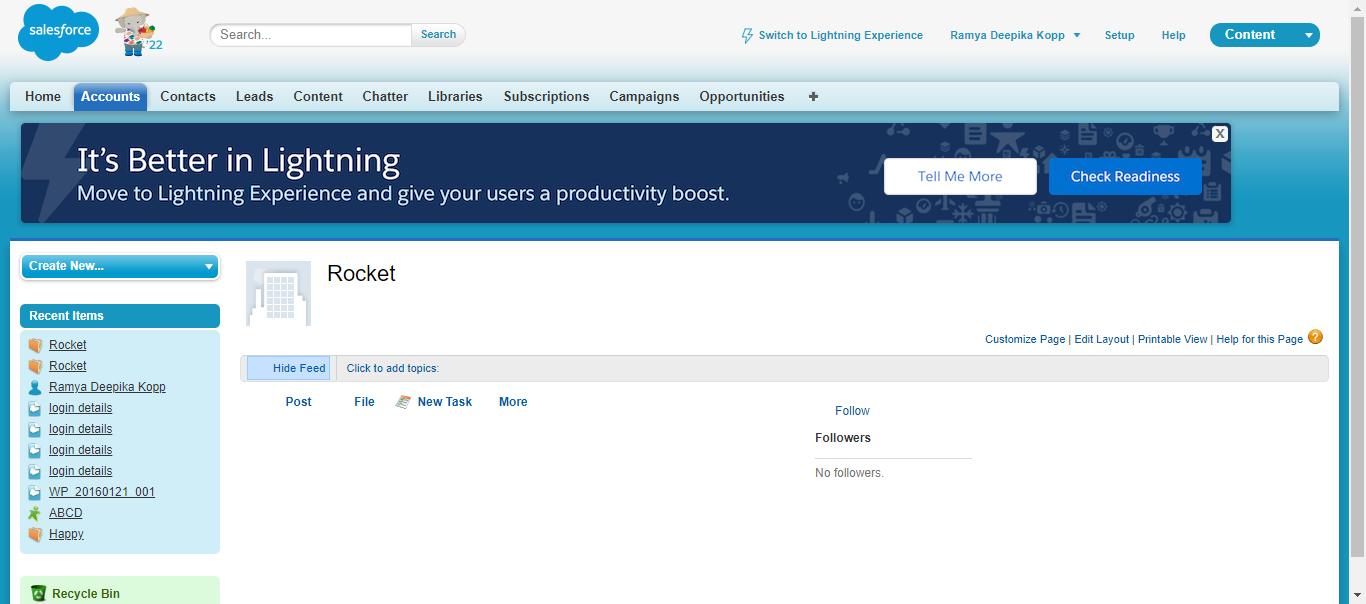 salesforce '22 Search... Search Switch to Lightning Experience Ramya Deepika Kopp Setup Help Content
Home Accounts Contacts Leads Content Chatter Libraries Subscriptions Campaigns Opportunities +
It's Better in Lightning
Move to Lightning Experience and give your users a productivity boost.
Tell Me More Check Readiness X
Create New...
Recent Items
Rocket
Rocket
Ramya Deepika Kopp
login details
login details
login details
login details
WP_20160121_001
ABCD
Happy
Recycle Bin
Rocket
Customize Page | Edit Layout | Printable View | Help for this Page ?
Hide Feed Click to add topics:
Post File New Task More
Follow
Followers
No followers.